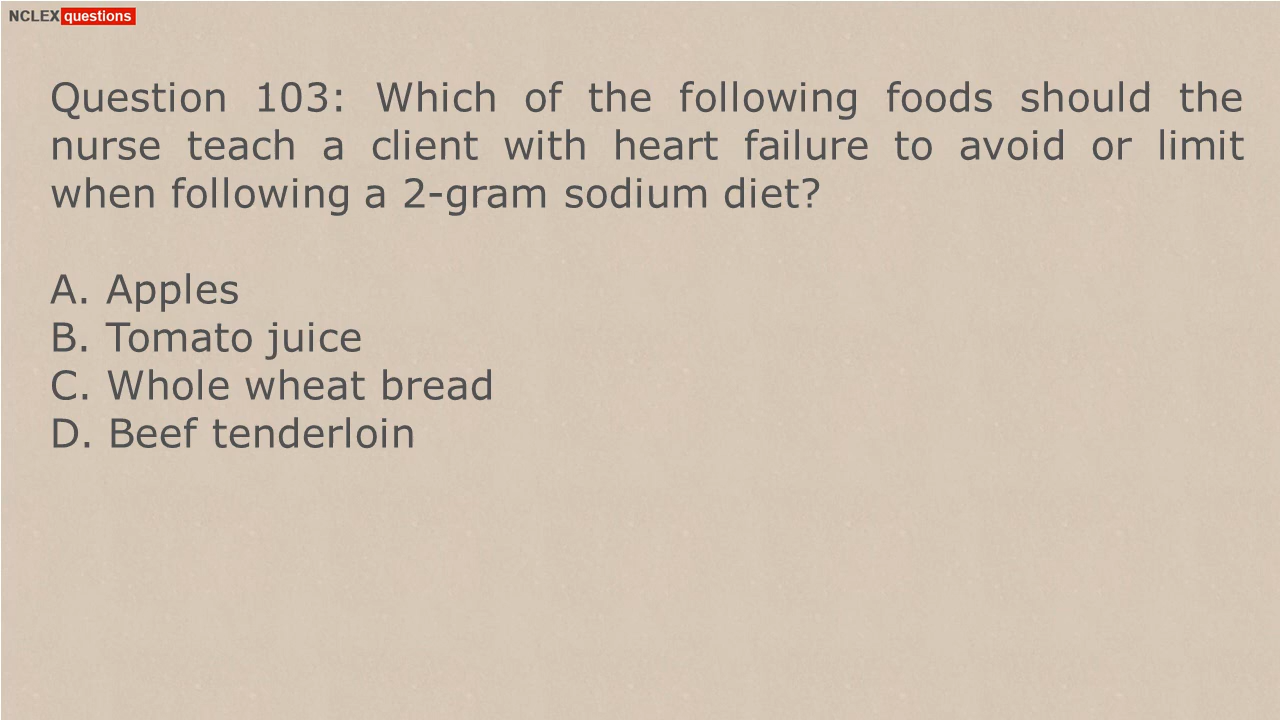 NCLEX questions
Question 103: Which of the following foods should the
nurse teach a client with heart failure to avoid or limit
when following a 2-gram sodium diet?
A. Apples
B. Tomato juice
C. Whole wheat bread
D. Beef tenderloin